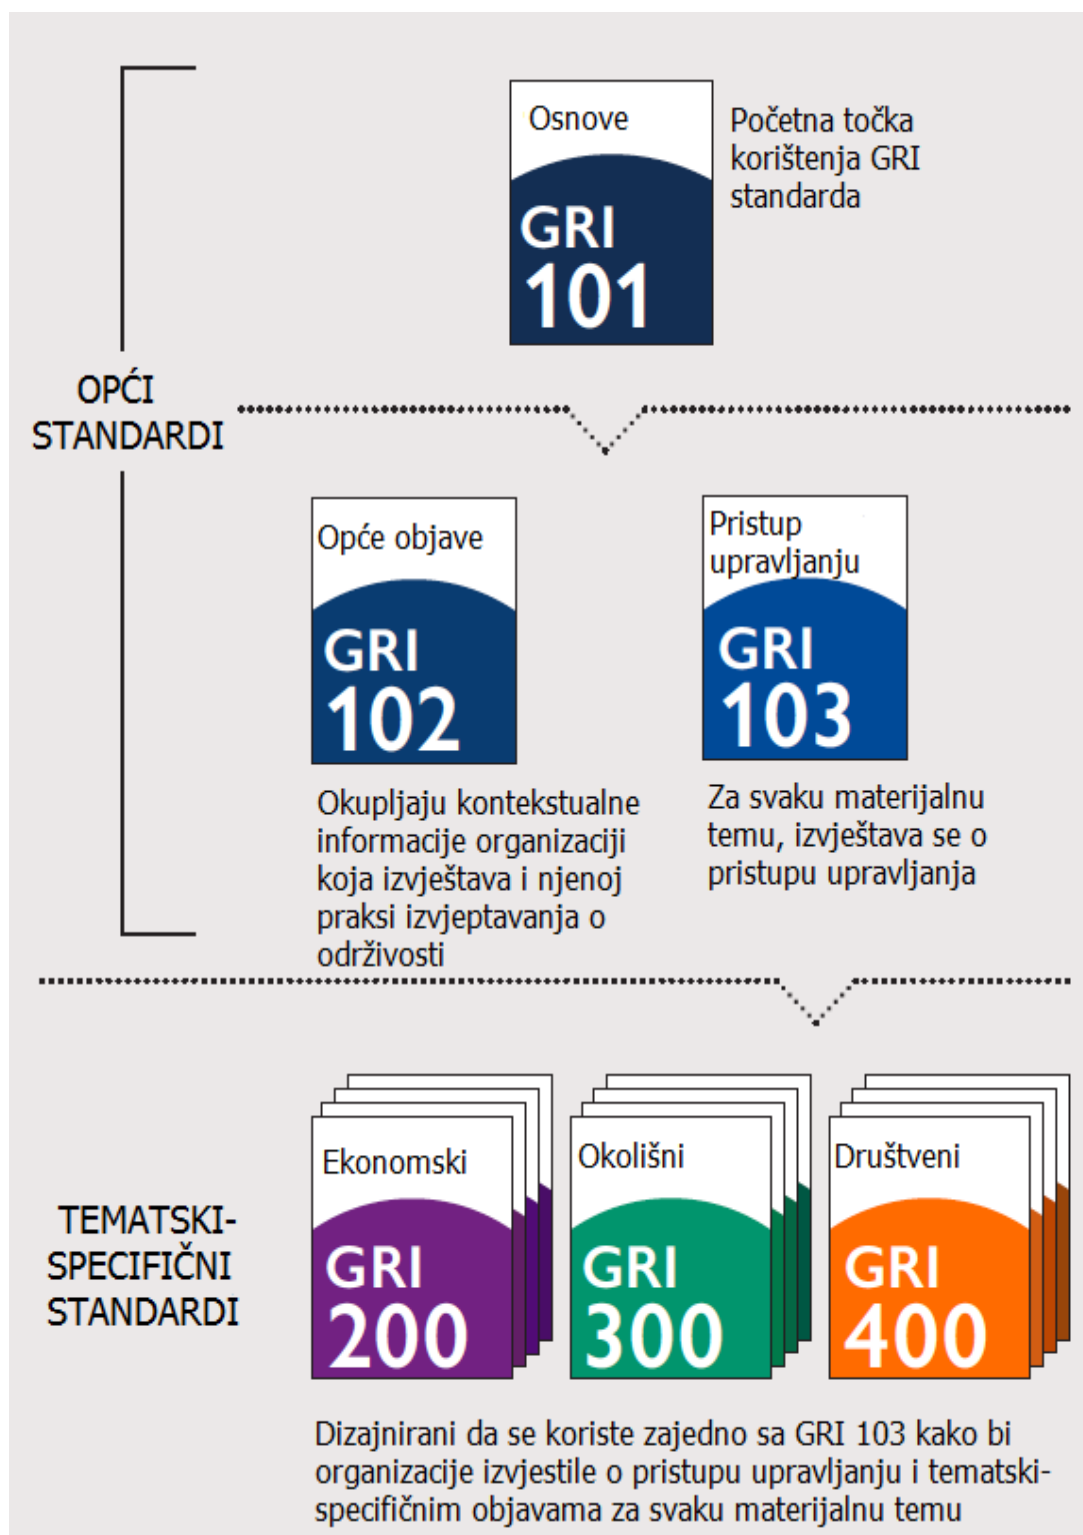 Osnove
GRI
101
Početna točka
korištenja GRI
standarda
OPĆI
STANDARDI
Opće objave
GRI
102
Okupljaju kontekstualne
informacije organizaciji
koja izvještava i njenoj
praksi izvjeptavanja o
održivosti
Pristup
upravljanju
GRI
103
Za svaku materijalnu
temu, izvještava se o
pristupu upravljanja
TEMATSKI-
SPECIFIČNI
STANDARDI
Ekonomski
GRI
200
Okolišni
GRI
300
Društveni
GRI
400
Dizajnirani da se koriste zajedno sa GRI 103 kako bi
organizacije izvjestile o pristupu upravljanju i tematski-
specifičnim objavama za svaku materijalnu temu